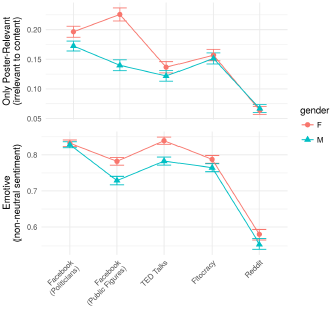 Only Poster-Relevant
(irrelevant to content)
0.20
0.15
0.10
0.05
Emotive
(non-neutral sentiment)
0.8
0.7
0.6
Facebook
(Politicians)
Facebook
(Public Figures)
TED Talks
Fitocracy
Reddit
gender
F
M